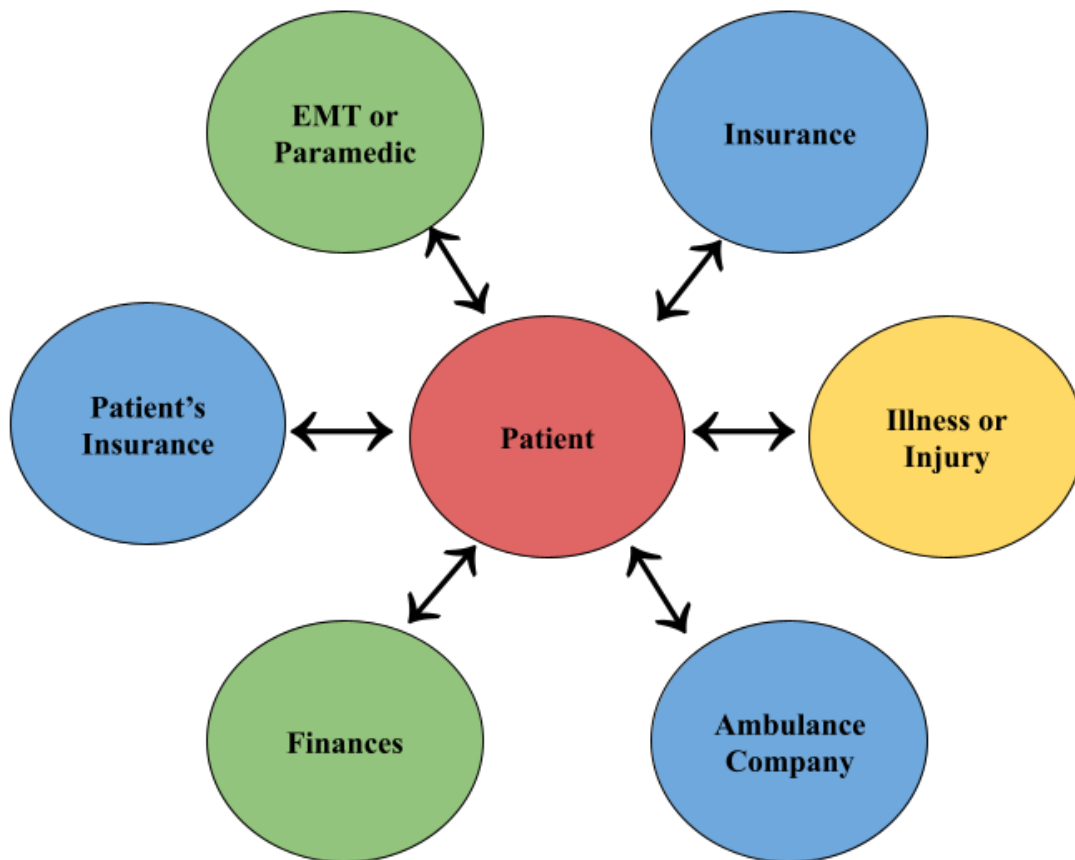 EMT or
Paramedic
Insurance
Patient’s
Insurance
Patient
Illness or
Injury
Finances
Ambulance
Company